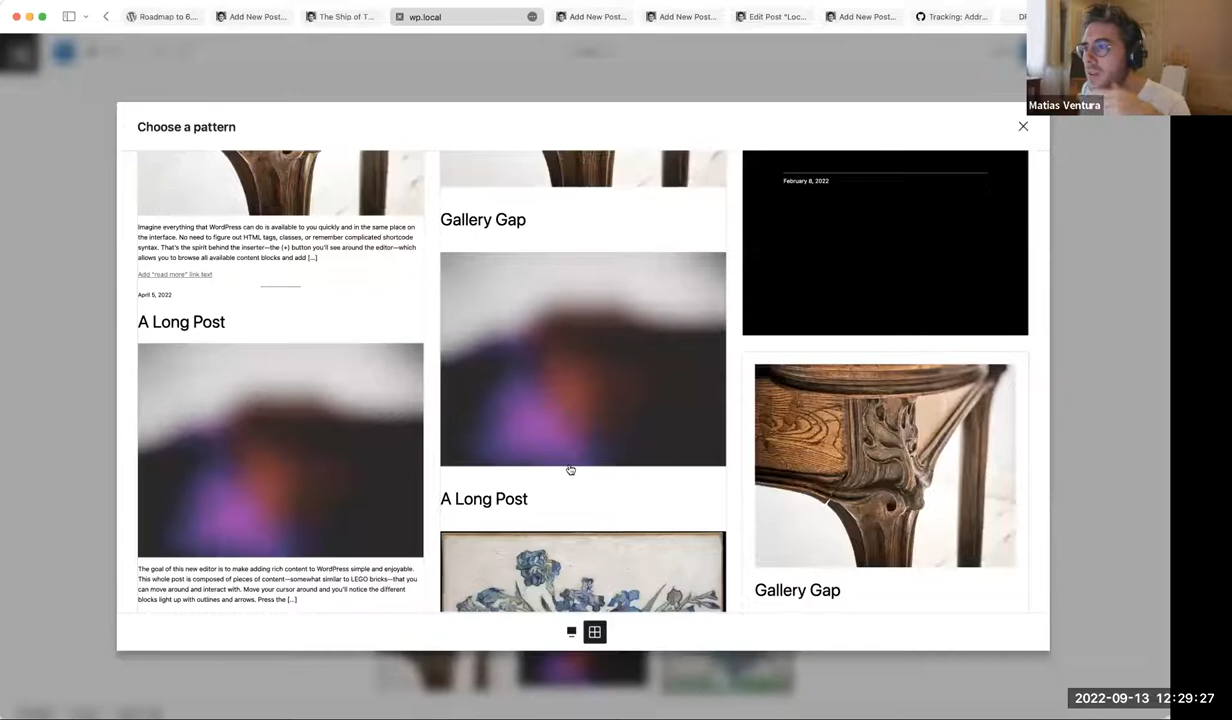 Roadmap to 6....
Add New Post...
The Ship of T...
wp.local
Add New Post...
Add New Post...
Edit Post "Loc...
Add New Post...
Tracking: Addr...
Matias Ventura
Choose a pattern
Imagine everything that WordPress can do is available to you quickly and in the same place on
the interface. No need to figure out HTML tags, classes, or remember complicated shortcode
syntax. That's the spirit behind the inserter—the (+) button you'll see around the editor—which
allows you to browse all available content blocks and add [...]
Add "read more" link text
April 5, 2022
A Long Post
The goal of this new editor is to make adding rich content to WordPress simple and enjoyable.
This whole post is composed of pieces of content—somewhat similar to LEGO bricks—that you
can move around and interact with. Move your cursor around and you'll notice the different
blocks light up with outlines and arrows. Press the [...]
Gallery Gap
A Long Post
February 8, 2022
Gallery Gap
2022-09-13 12:29:27